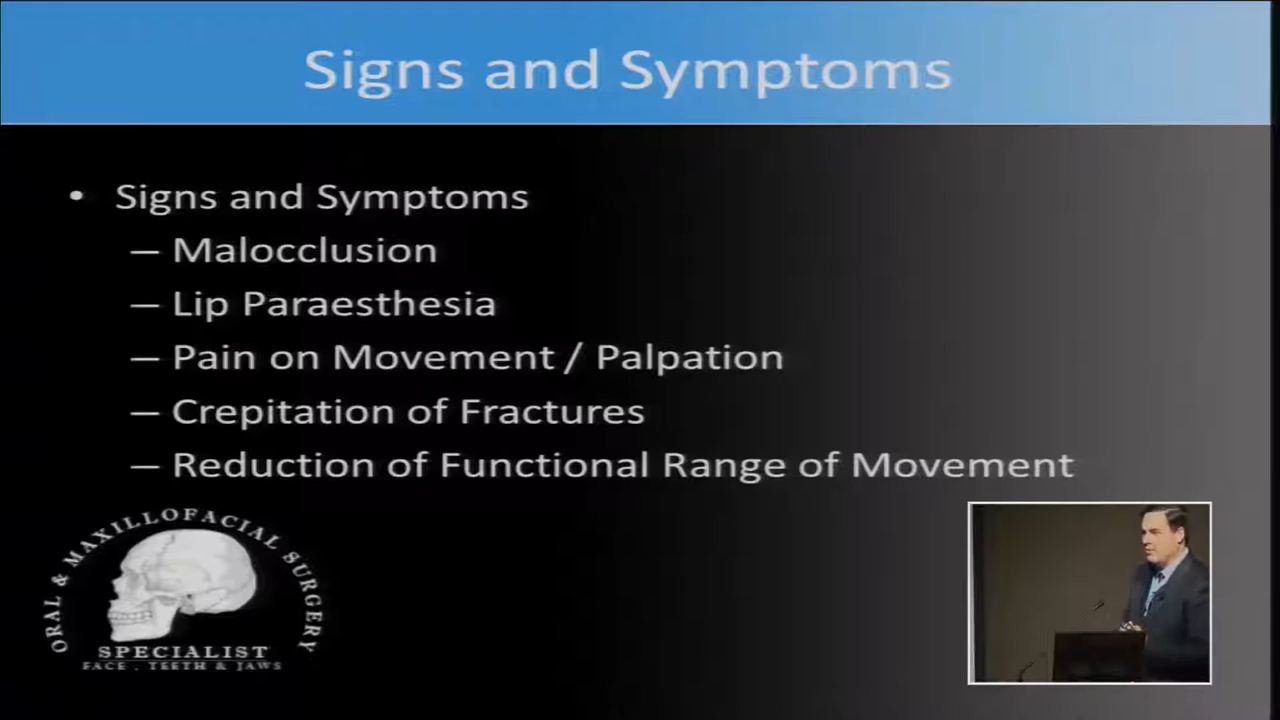 Signs and Symptoms
• Signs and Symptoms
– Malocclusion
– Lip Paraesthesia
– Pain on Movement / Palpation
– Crepitation of Fractures
– Reduction of Functional Range of Movement
ORAL & MAXILLOFACIAL SURGERY
SPECIALIST
FACE . TEETH & JAWS